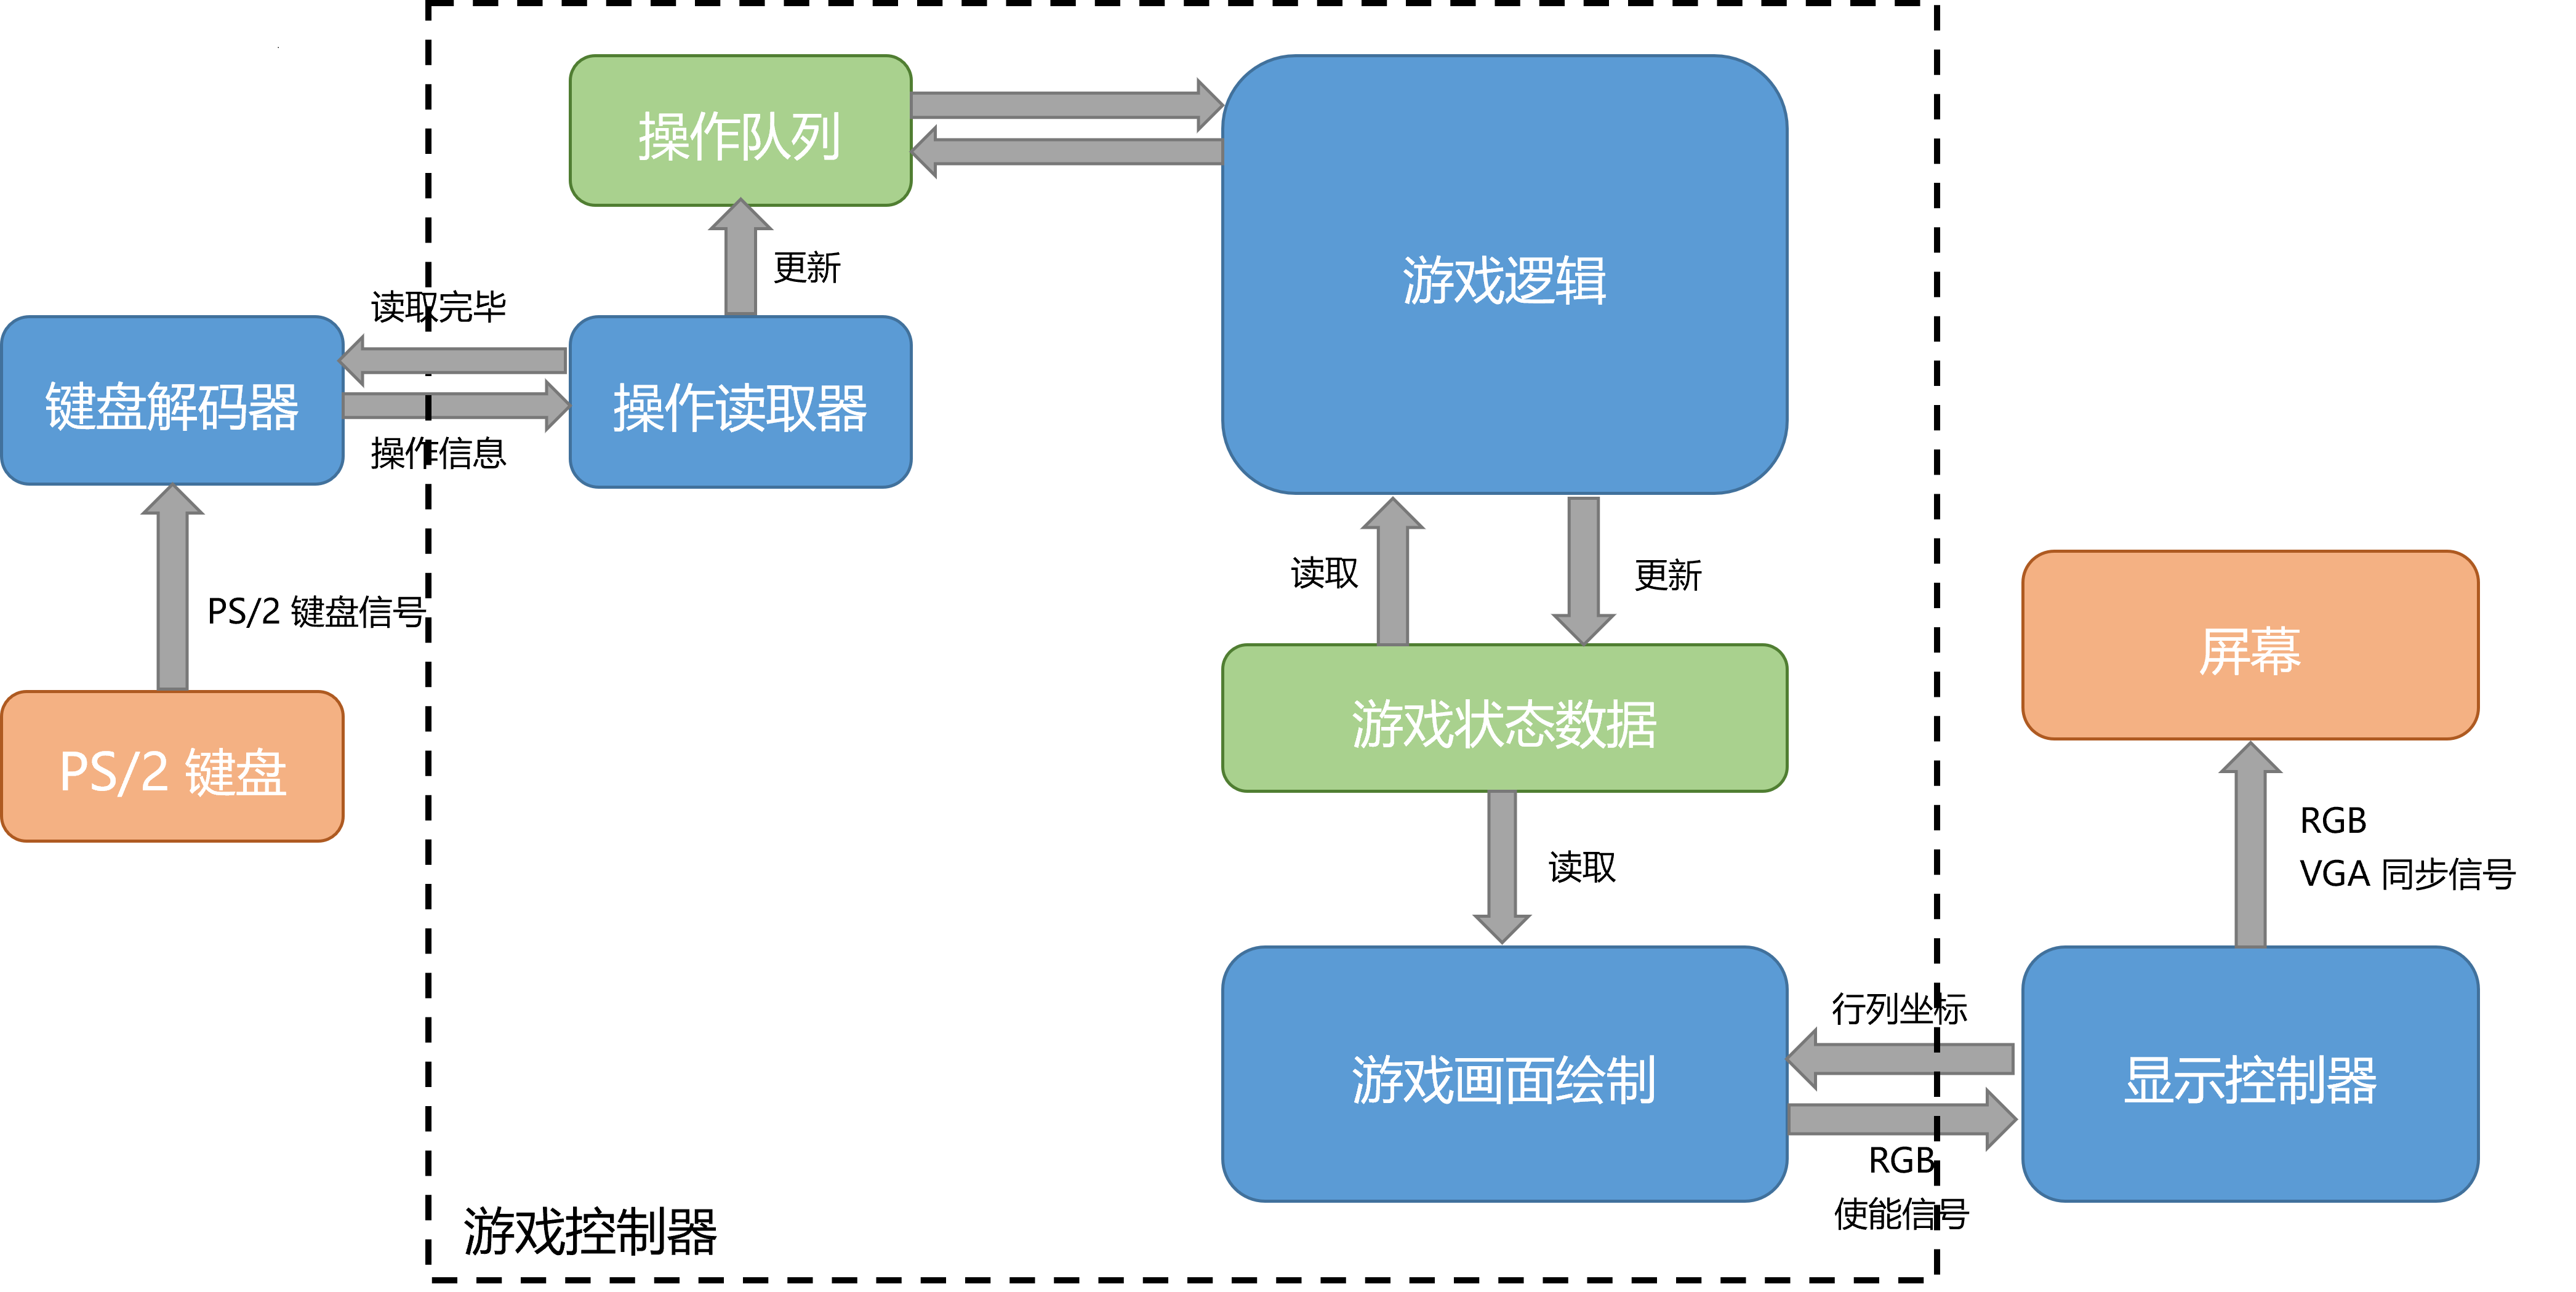 操作队列
游戏逻辑
更新
读取完毕
键盘解码器
操作读取器
操作信息
读取
更新
PS/2 键盘信号
屏幕
游戏状态数据
PS/2 键盘
RGB
VGA 同步信号
读取
行列坐标
游戏画面绘制
显示控制器
RGB
使能信号
游戏控制器